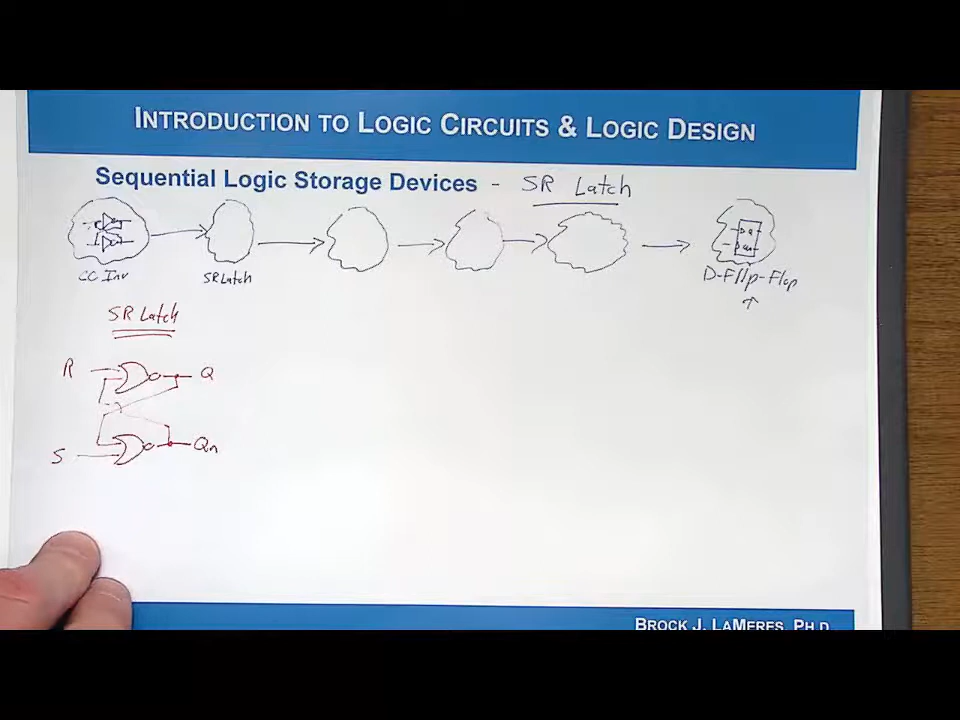 INTRODUCTION TO LOGIC CIRCUITS & LOGIC DESIGN
Sequential Logic Storage Devices - SR Latch
CC Inv
SR Latch
D-Flip-Flop
SR Latch
R
Q
S
Qn
BROCK J. LAMERES, PH.D.